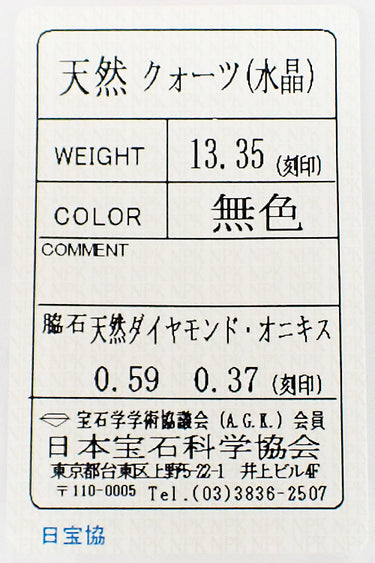 天然 クォーツ(水晶)
WEIGHT 13.35 (刻印)
COLOR 無色
COMMENT
脇石天然ダイヤモンド・オニキス
0.59 0.37 (刻印)
宝石学学術協議会 (A.G.K.) 会員
日本宝石科学協会
東京都台東区上野5-22-1 井上ビル4F
〒110-0005 Tel.(03)3836-2507
日宝協